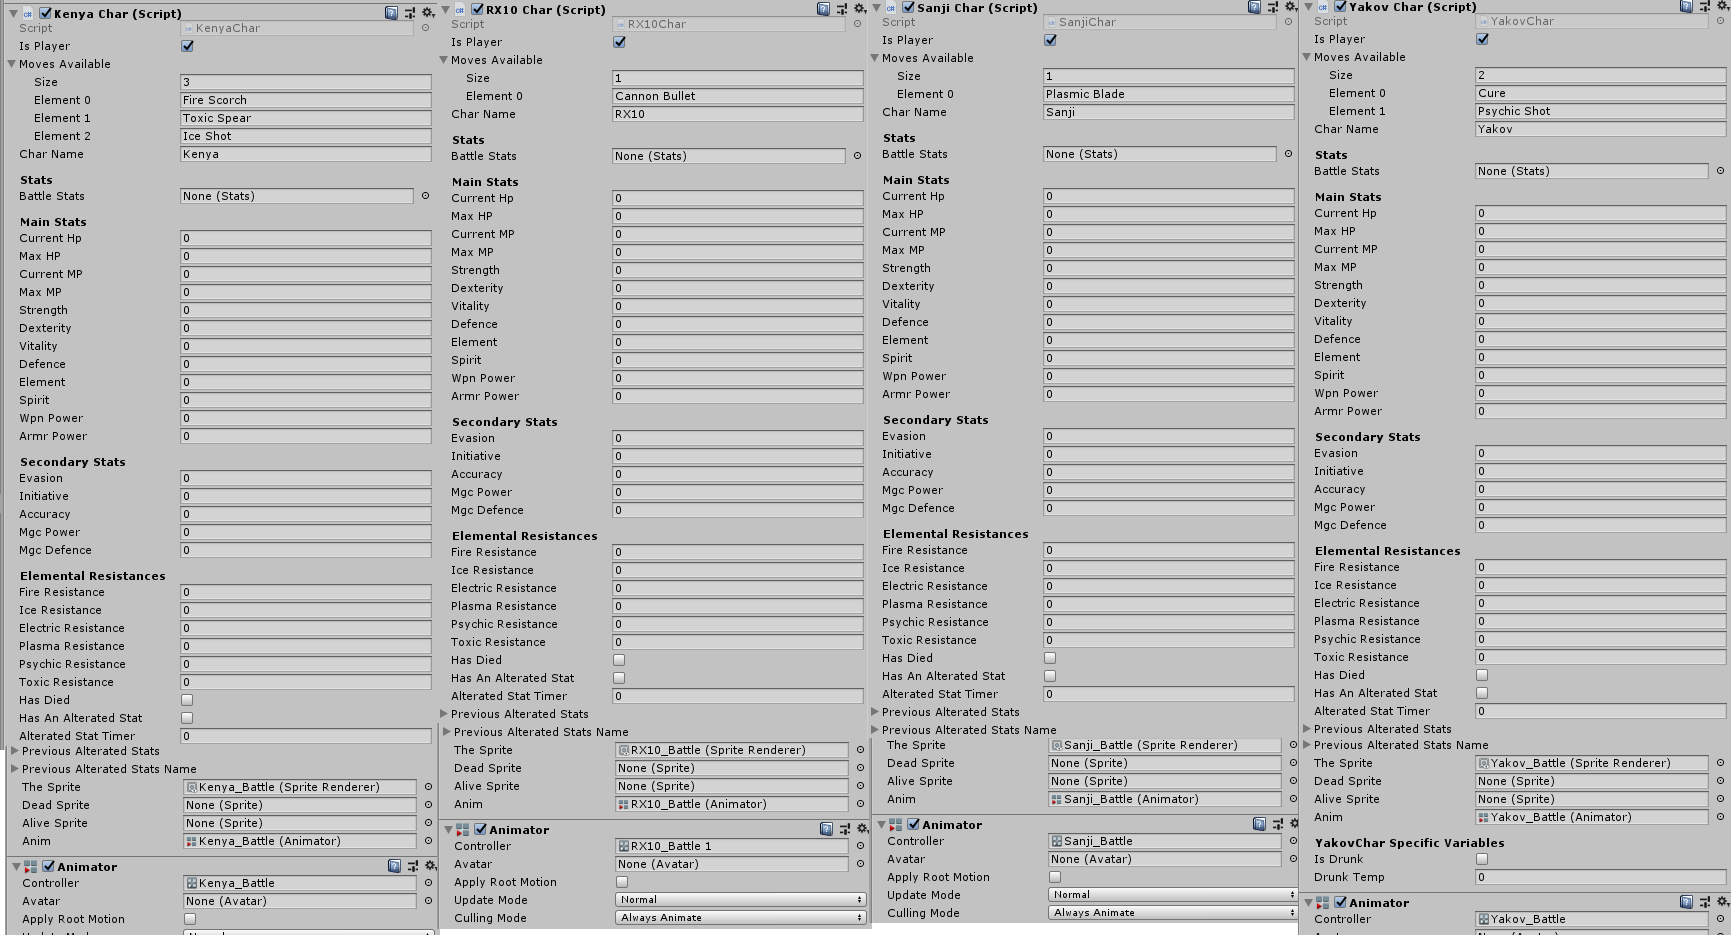 Kenya Char (Script)
Script KenyaChar
Is Player
Moves Available
Size 3
Element 0 Fire Scorch
Element 1 Toxic Spear
Element 2 Ice Shot
Char Name Kenya
Stats
Battle Stats None (Stats)
Main Stats
Current Hp 0
Max HP 0
Current MP 0
Max MP 0
Strength 0
Dexterity 0
Vitality 0
Defence 0
Element 0
Spirit 0
Wpn Power 0
Armr Power 0
Secondary Stats
Evasion 0
Initiative 0
Accuracy 0
Mgc Power 0
Mgc Defence 0
Elemental Resistances
Fire Resistance 0
Ice Resistance 0
Electric Resistance 0
Plasma Resistance 0
Psychic Resistance 0
Toxic Resistance 0
Has Died
Has An Alterated Stat
Alterated Stat Timer 0
Previous Alterated Stats
Previous Alterated Stats Name
The Sprite Kenya_Battle (Sprite Renderer)
Dead Sprite None (Sprite)
Alive Sprite None (Sprite)
Anim Kenya_Battle (Animator)
Animator
Controller Kenya_Battle
Avatar None (Avatar)
Apply Root Motion
RX10 Char (Script)
Script RX10Char
Is Player
Moves Available
Size 1
Element 0 Cannon Bullet
Char Name RX10
Stats
Battle Stats None (Stats)
Main Stats
Current Hp 0
Max HP 0
Current MP 0
Max MP 0
Strength 0
Dexterity 0
Vitality 0
Defence 0
Element 0
Spirit 0
Wpn Power 0
Armr Power 0
Secondary Stats
Evasion 0
Initiative 0
Accuracy 0
Mgc Power 0
Mgc Defence 0
Elemental Resistances
Fire Resistance 0
Ice Resistance 0
Electric Resistance 0
Plasma Resistance 0
Psychic Resistance 0
Toxic Resistance 0
Has Died
Has An Alterated Stat
Alterated Stat Timer 0
Previous Alterated Stats
Previous Alterated Stats Name
The Sprite RX10_Battle (Sprite Renderer)
Dead Sprite None (Sprite)
Alive Sprite None (Sprite)
Anim RX10_Battle (Animator)
Animator
Controller RX10_Battle 1
Avatar None (Avatar)
Apply Root Motion
Update Mode Normal
Culling Mode Always Animate
Sanji Char (Script)
Script SanjiChar
Is Player
Moves Available
Size 1
Element 0 Plasmic Blade
Char Name Sanji
Stats
Battle Stats None (Stats)
Main Stats
Current Hp 0
Max HP 0
Current MP 0
Max MP 0
Strength 0
Dexterity 0
Vitality 0
Defence 0
Element 0
Spirit 0
Wpn Power 0
Armr Power 0
Secondary Stats
Evasion 0
Initiative 0
Accuracy 0
Mgc Power 0
Mgc Defence 0
Elemental Resistances
Fire Resistance 0
Ice Resistance 0
Electric Resistance 0
Plasma Resistance 0
Psychic Resistance 0
Toxic Resistance 0
Has Died
Has An Alterated Stat
Alterated Stat Timer 0
Previous Alterated Stats
Previous Alterated Stats Name
The Sprite Sanji_Battle (Sprite Renderer)
Dead Sprite None (Sprite)
Alive Sprite None (Sprite)
Anim Sanji_Battle (Animator)
Animator
Controller Sanji_Battle
Avatar None (Avatar)
Apply Root Motion
Update Mode Normal
Culling Mode Always Animate
Yakov Char (Script)
Script YakovChar
Is Player
Moves Available
Size 2
Element 0 Cure
Element 1 Psychic Shot
Char Name Yakov
Stats
Battle Stats None (Stats)
Main Stats
Current Hp 0
Max HP 0
Current MP 0
Max MP 0
Strength 0
Dexterity 0
Vitality 0
Defence 0
Element 0
Spirit 0
Wpn Power 0
Armr Power 0
Secondary Stats
Evasion 0
Initiative 0
Accuracy 0
Mgc Power 0
Mgc Defence 0
Elemental Resistances
Fire Resistance 0
Ice Resistance 0
Electric Resistance 0
Plasma Resistance 0
Psychic Resistance 0
Toxic Resistance 0
Has Died
Has An Alterated Stat
Alterated Stat Timer 0
Previous Alterated Stats
Previous Alterated Stats Name
The Sprite Yakov_Battle (Sprite Renderer)
Dead Sprite None (Sprite)
Alive Sprite None (Sprite)
Anim Yakov_Battle (Animator)
YakovChar Specific Variables
Is Drunk
Drunk Temp 0
Animator
Controller Yakov_Battle